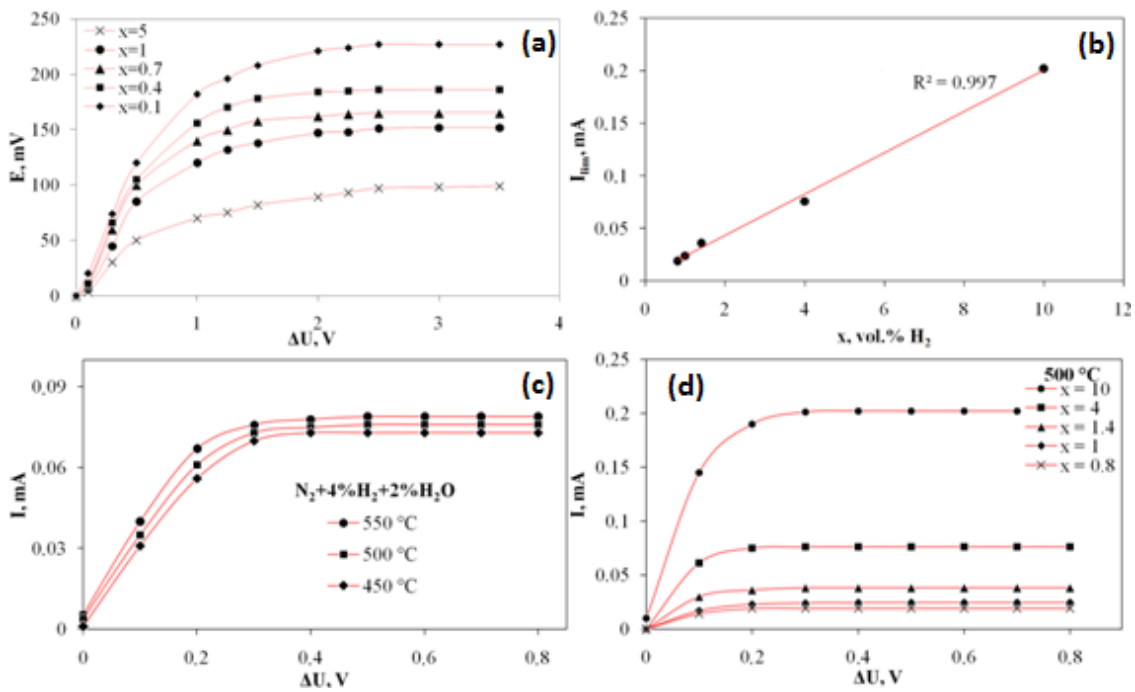 (a)
E, mV
250
200
150
100
50
0
x=5
x=1
x=0.7
x=0.4
x=0.1
0 1 2 3 4
ΔU, V
(b)
I_lim, mA
0,25
0,2
0,15
0,1
0,05
0
R² = 0.997
0 2 4 6 8 10 12
x, vol.% H₂
(c)
I, mA
0,09
0,06
0,03
0
N₂+4%H₂+2%H₂O
550 °C
500 °C
450 °C
0 0,2 0,4 0,6 0,8
ΔU, V
(d)
I, mA
0,25
0,2
0,15
0,1
0,05
0
500 °C
x = 10
x = 4
x = 1.4
x = 1
x = 0.8
0 0,2 0,4 0,6 0,8
ΔU, V